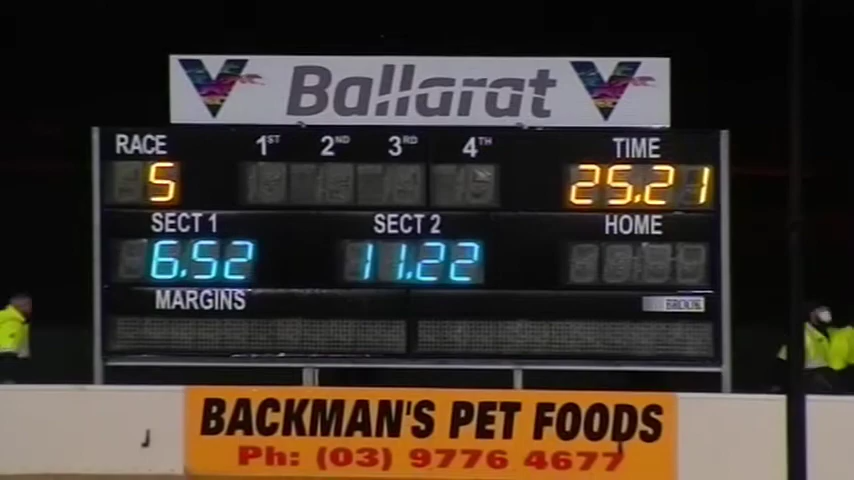 Ballarat
RACE 1ST 2ND 3RD 4TH TIME
5 25.21
SECT 1 SECT 2 HOME
6.52 11.22
MARGINS
BACKMAN'S PET FOODS
Ph: (03) 9776 4677